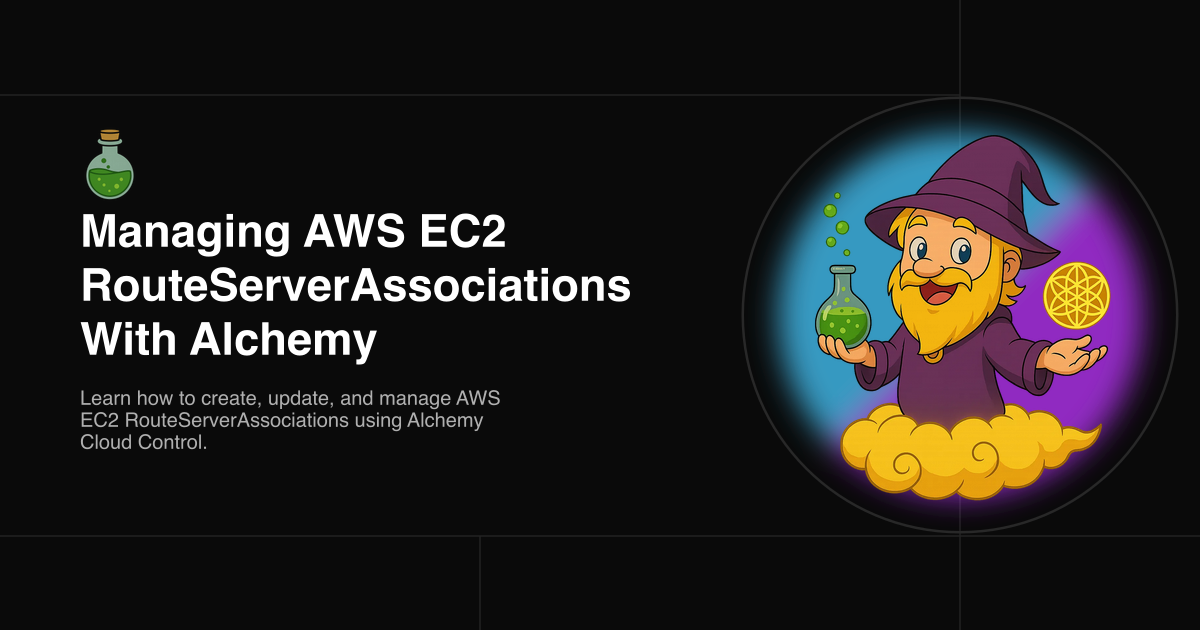 Managing AWS EC2
RouteServerAssociations
With Alchemy
Learn how to create, update, and manage AWS
EC2 RouteServerAssociations using Alchemy
Cloud Control.